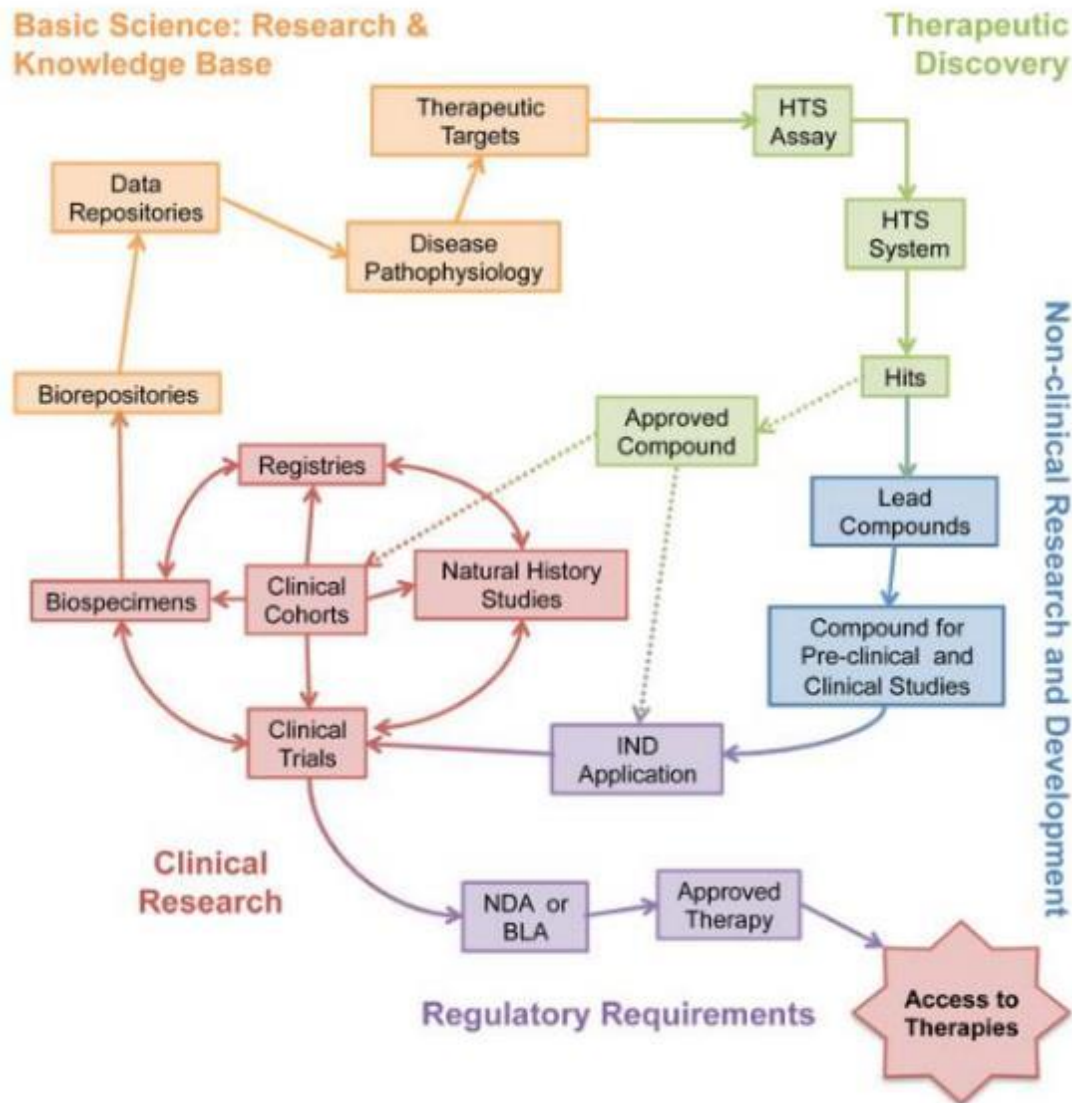 Basic Science: Research &
Knowledge Base
Therapeutic
Discovery
Therapeutic
Targets
HTS
Assay
Data
Repositories
Disease
Pathophysiology
HTS
System
Non-clinical Research and Development
Biorepositories
Hits
Approved
Compound
Registries
Lead
Compounds
Biospecimens
Clinical
Cohorts
Natural History
Studies
Compound for
Pre-clinical and
Clinical Studies
Clinical
Trials
IND
Application
Clinical
Research
NDA or
BLA
Approved
Therapy
Access to
Therapies
Regulatory Requirements